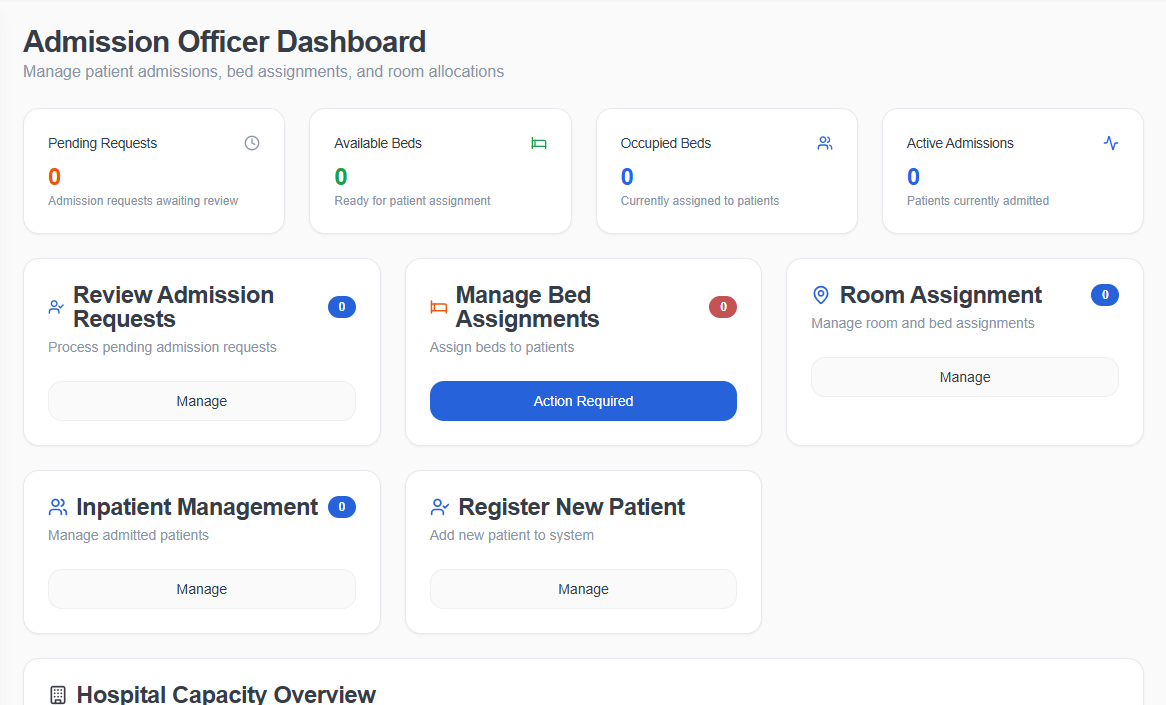 Admission Officer Dashboard
Manage patient admissions, bed assignments, and room allocations
Pending Requests
0
Admission requests awaiting review
Available Beds
0
Ready for patient assignment
Occupied Beds
0
Currently assigned to patients
Active Admissions
0
Patients currently admitted
Review Admission
Requests
0
Process pending admission requests
Manage
Manage Bed
Assignments
0
Assign beds to patients
Action Required
Room Assignment
0
Manage room and bed assignments
Manage
Inpatient Management
0
Manage admitted patients
Manage
Register New Patient
Add new patient to system
Manage
Hospital Capacity Overview